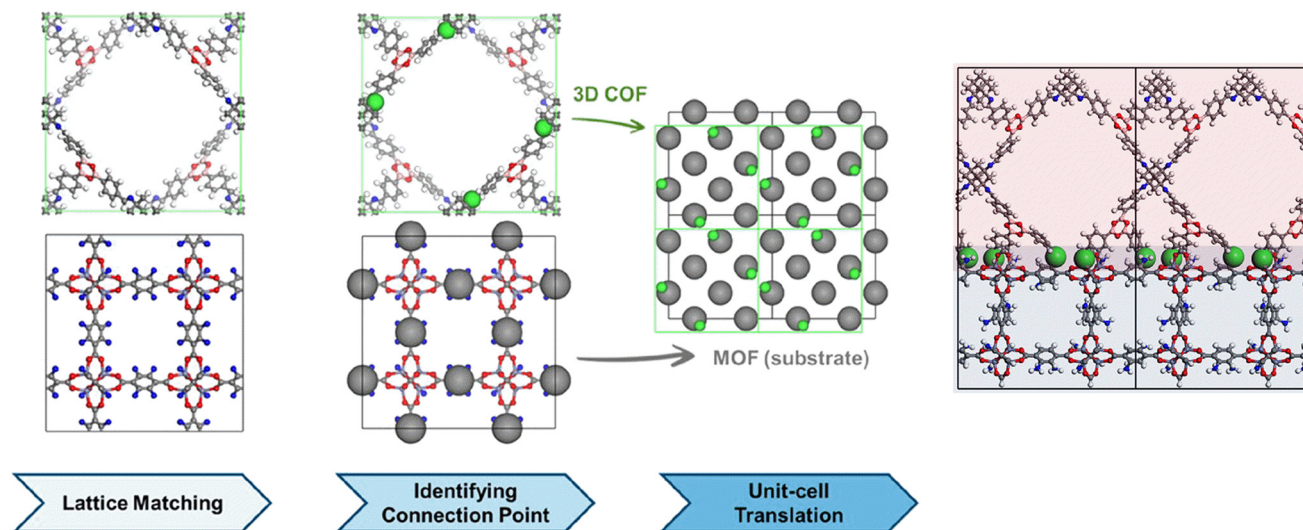 3D COF
MOF (substrate)
Lattice Matching
Identifying
Connection Point
Unit-cell
Translation